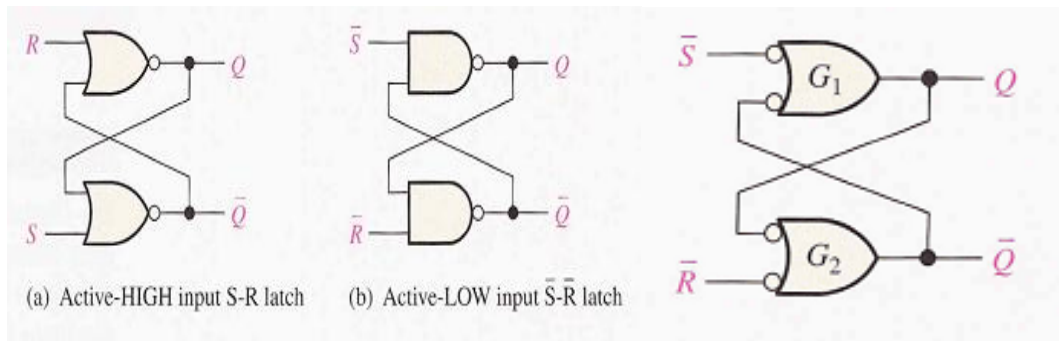 R
Q
S
Q̅
(a) Active-HIGH input S-R latch
S̅
Q
R̅
Q̅
(b) Active-LOW input S̅-R̅ latch
S̅
G₁
Q
G₂
R̅
Q̅